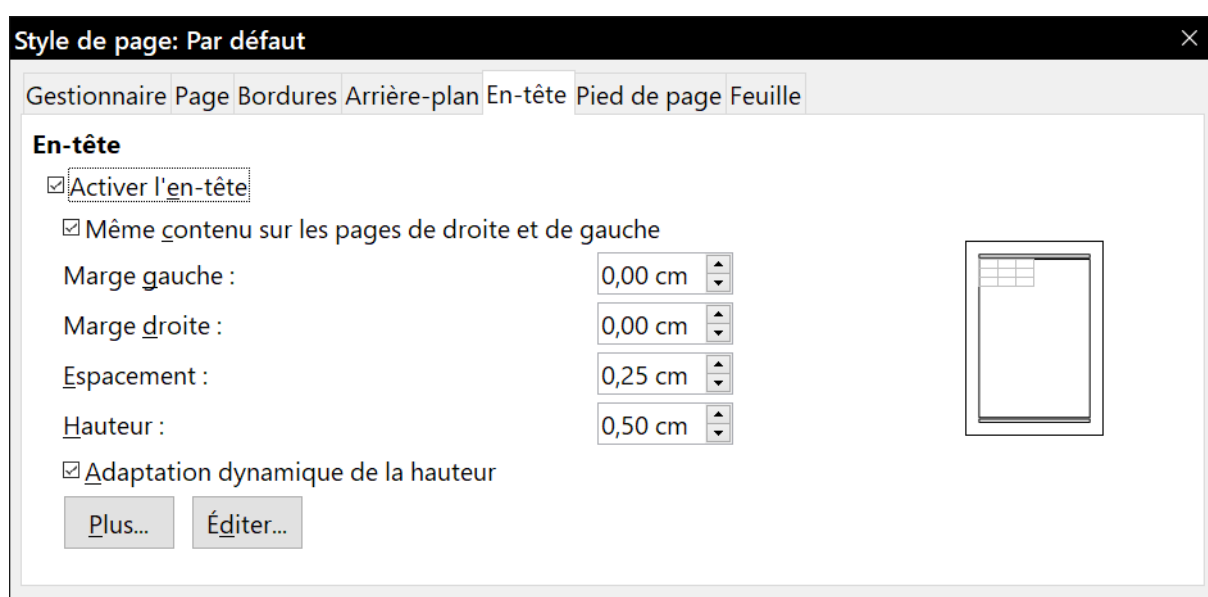 Style de page: Par défaut
Gestionnaire Page Bordures Arrière-plan En-tête Pied de page Feuille
En-tête
Activer l'en-tête
Même contenu sur les pages de droite et de gauche
Marge gauche : 0,00 cm
Marge droite : 0,00 cm
Espacement : 0,25 cm
Hauteur : 0,50 cm
Adaptation dynamique de la hauteur
Plus... Éditer...